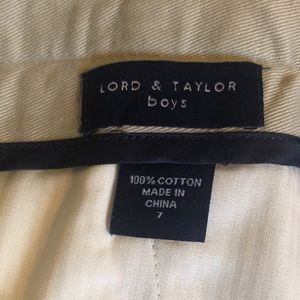 LORD & TAYLOR
boys
100% COTTON
MADE IN
CHINA
7